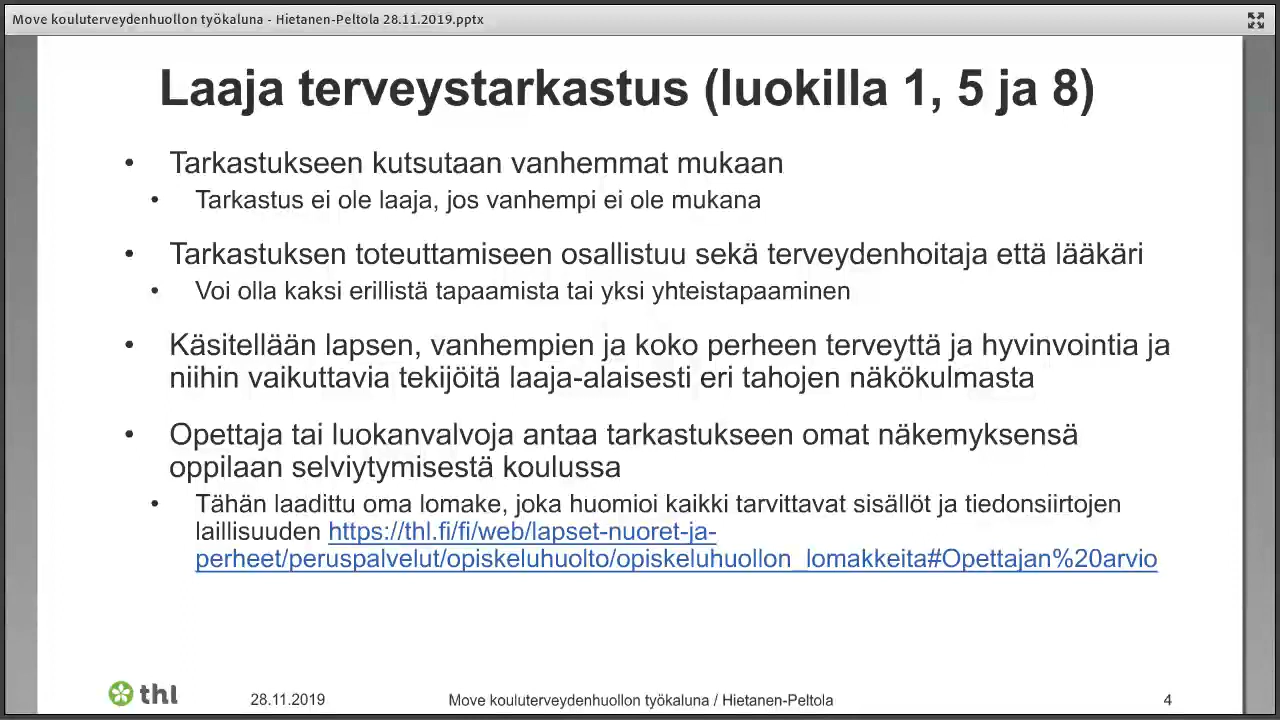 Move kouluterveydenhuollon työkaluna - Hietanen-Peltola 28.11.2019.pptx
Laaja terveystarkastus (luokilla 1, 5 ja 8)
• Tarkastukseen kutsutaan vanhemmat mukaan
• Tarkastus ei ole laaja, jos vanhempi ei ole mukana
• Tarkastuksen toteuttamiseen osallistuu sekä terveydenhoitaja että lääkäri
• Voi olla kaksi erillistä tapaamista tai yksi yhteistapaaminen
• Käsitellään lapsen, vanhempien ja koko perheen terveyttä ja hyvinvointia ja
niihin vaikuttavia tekijöitä laaja-alaisesti eri tahojen näkökulmasta
• Opettaja tai luokanvalvoja antaa tarkastukseen omat näkemyksensä
oppilaan selviytymisestä koulussa
• Tähän laadittu oma lomake, joka huomioi kaikki tarvittavat sisällöt ja tiedonsiirtojen
laillisuuden https://thl.fi/fi/web/lapset-nuoret-ja-
perheet/peruspalvelut/opiskeluhuolto/opiskeluhuollon_lomakkeita#Opettajan%20arvio
thl
28.11.2019
Move kouluterveydenhuollon työkaluna / Hietanen-Peltola
4